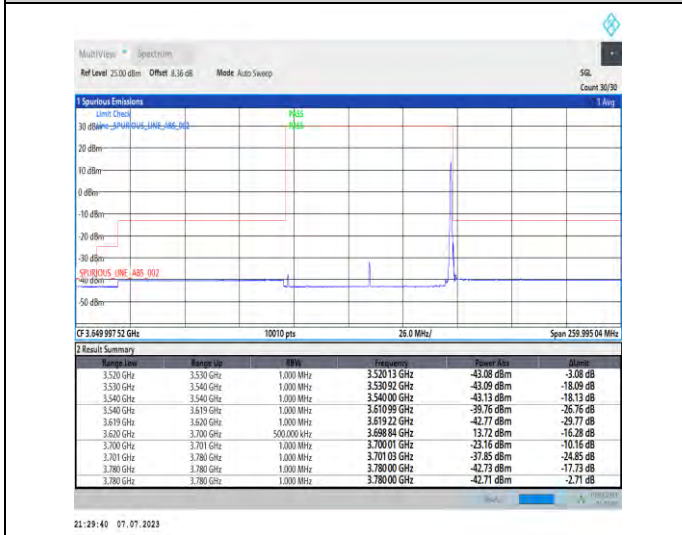 MultiView Spectrum
Ref Level 25.00 dBm Offset 8.36 dB Mode Auto Sweep SGL
Count 30/30
1 Spurious Emissions 1 Avg
Limit Check PASS
30 dBm Line _SPURIOUS_LINE_ABS_002 PASS
20 dBm
10 dBm
0 dBm
-10 dBm
-20 dBm
-30 dBm
_SPURIOUS_LINE_ABS_002
-40 dBm
-50 dBm
CF 3.649 997 52 GHz 10010 pts 26.0 MHz/ Span 259.995 04 MHz
2 Result Summary
Range Low Range Up RBW Frequency Power Abs ΔLimit
3.520 GHz 3.530 GHz 1.000 MHz 3.520 13 GHz -43.08 dBm -3.08 dB
3.530 GHz 3.540 GHz 1.000 MHz 3.530 92 GHz -43.09 dBm -18.09 dB
3.540 GHz 3.540 GHz 1.000 MHz 3.540 00 GHz -43.13 dBm -18.13 dB
3.540 GHz 3.619 GHz 1.000 MHz 3.610 99 GHz -39.76 dBm -26.76 dB
3.619 GHz 3.620 GHz 1.000 MHz 3.619 22 GHz -42.77 dBm -29.77 dB
3.620 GHz 3.700 GHz 500.000 kHz 3.698 84 GHz 13.72 dBm -16.28 dB
3.700 GHz 3.701 GHz 1.000 MHz 3.700 01 GHz -23.16 dBm -10.16 dB
3.701 GHz 3.780 GHz 1.000 MHz 3.701 03 GHz -37.85 dBm -24.85 dB
3.780 GHz 3.780 GHz 1.000 MHz 3.780 00 GHz -42.73 dBm -17.73 dB
3.780 GHz 3.780 GHz 1.000 MHz 3.780 00 GHz -42.71 dBm -2.71 dB
21:29:40 07.07.2023